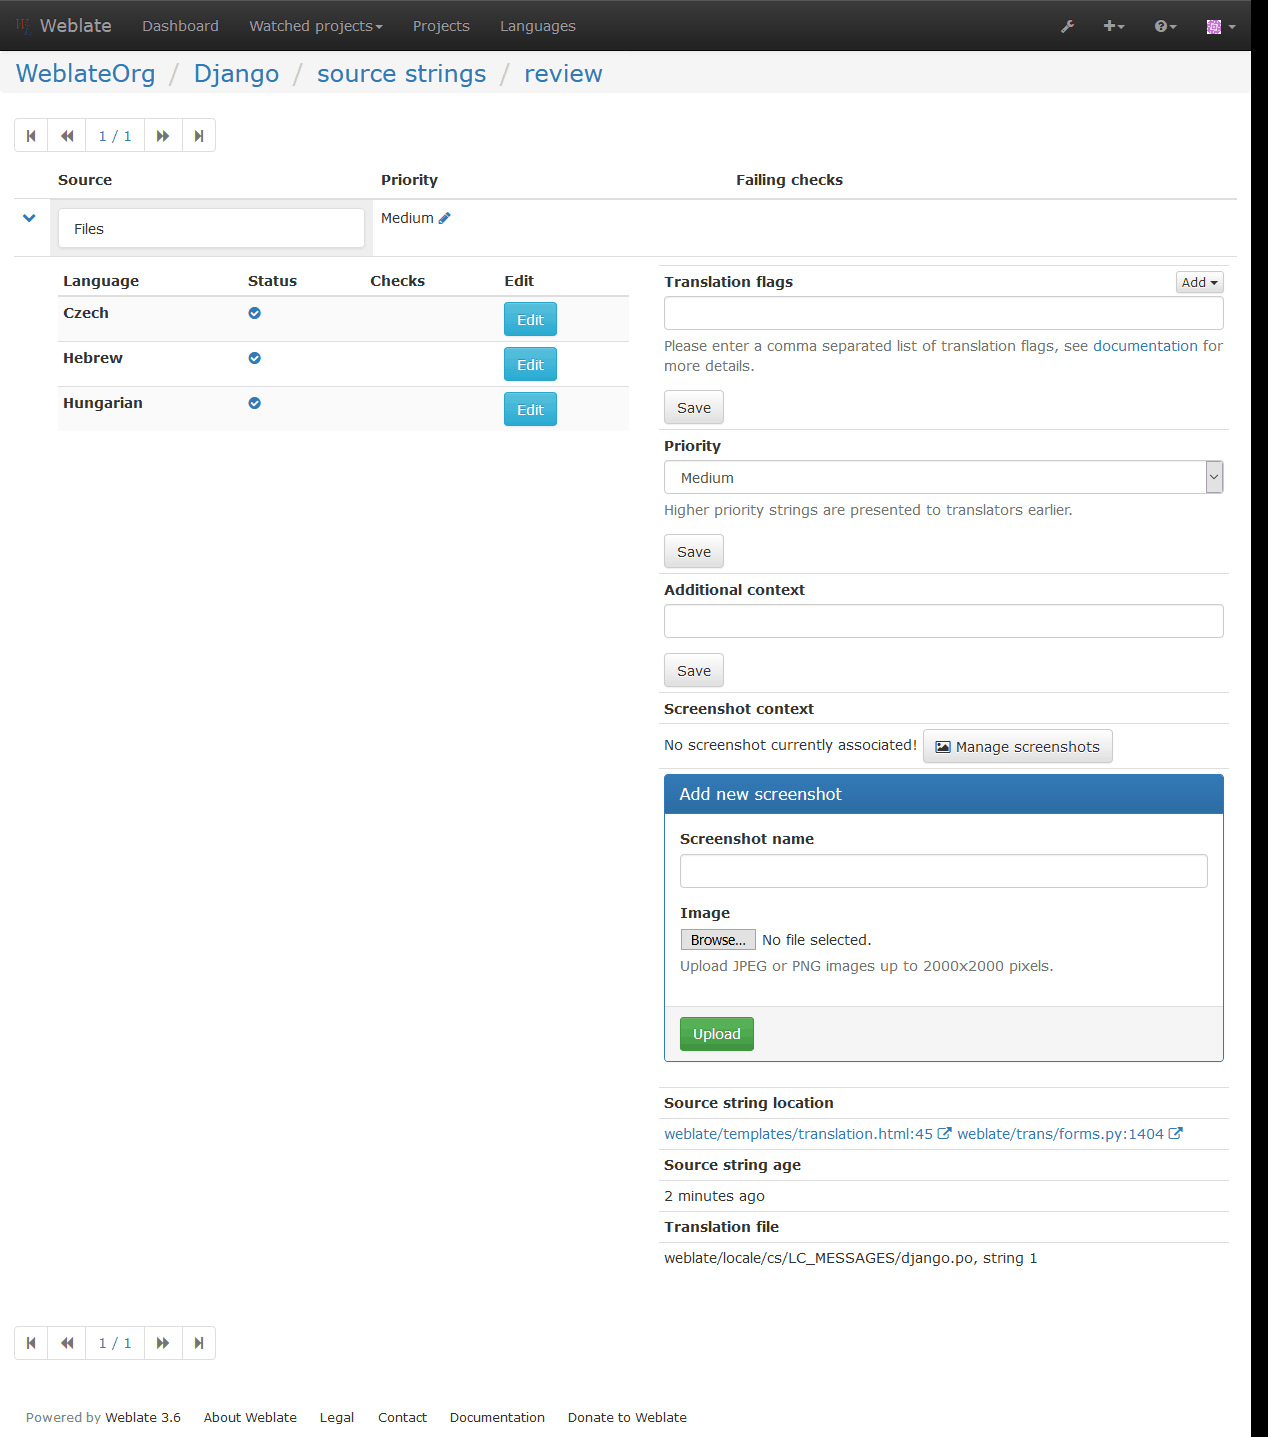 Weblate Dashboard Watched projects Projects Languages
WeblateOrg / Django / source strings / review
1 / 1
Source Priority Failing checks
Files Medium
Language Status Checks Edit
Czech Edit
Hebrew Edit
Hungarian Edit
Translation flags Add
Please enter a comma separated list of translation flags, see documentation for
more details.
Save
Priority
Medium
Higher priority strings are presented to translators earlier.
Save
Additional context
Save
Screenshot context
No screenshot currently associated! Manage screenshots
Add new screenshot
Screenshot name
Image
Browse... No file selected.
Upload JPEG or PNG images up to 2000x2000 pixels.
Upload
Source string location
weblate/templates/translation.html:45 weblate/trans/forms.py:1404
Source string age
2 minutes ago
Translation file
weblate/locale/cs/LC_MESSAGES/django.po, string 1
1 / 1
Powered by Weblate 3.6 About Weblate Legal Contact Documentation Donate to Weblate